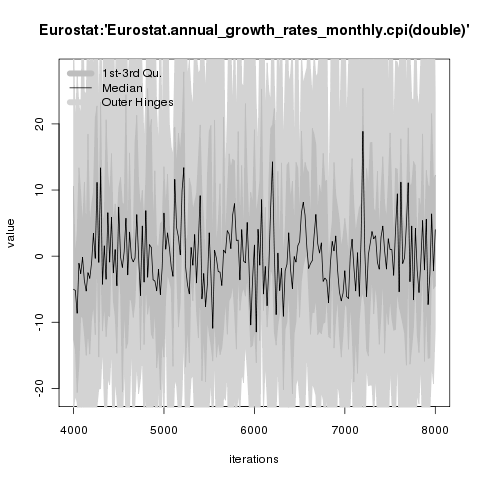 Eurostat:'Eurostat.annual_growth_rates_monthly.cpi(double)'
1st-3rd Qu.
Median
Outer Hinges
value
20
10
0
-10
-20
4000 5000 6000 7000 8000
iterations